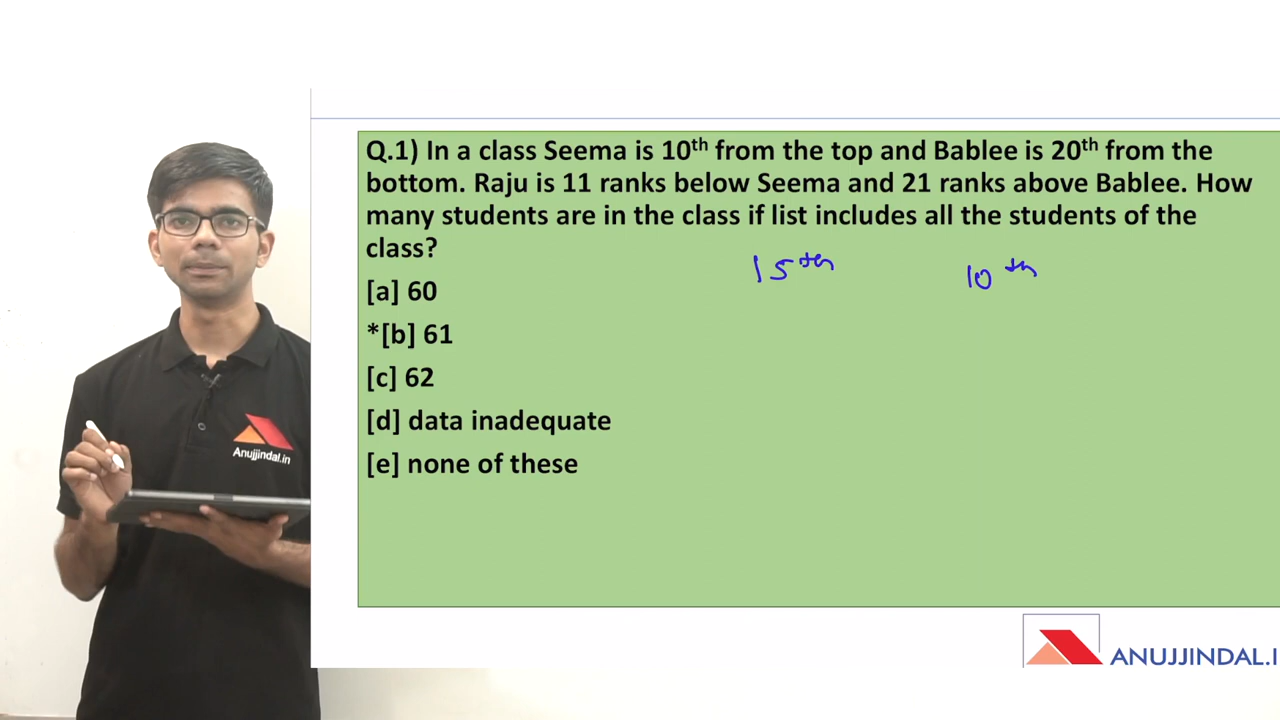 Q.1) In a class Seema is 10th from the top and Bablee is 20th from the
bottom. Raju is 11 ranks below Seema and 21 ranks above Bablee. How
many students are in the class if list includes all the students of the
class?
15th 10th
[a] 60
*[b] 61
[c] 62
[d] data inadequate
[e] none of these
Anujjindal.in
ANUJJINDAL.I